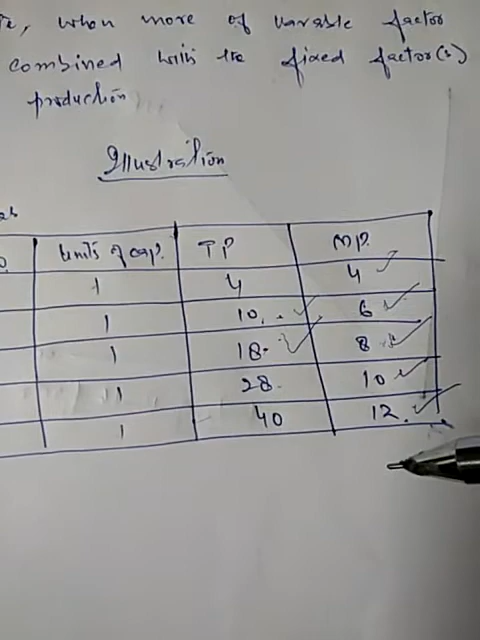 when more of variable factor
combined with the fixed factor(s)
production
Illustration
Units of cap. TP MP.
1 4 4
1 10. 6
1 18. 8
1 28. 10
1 40 12.